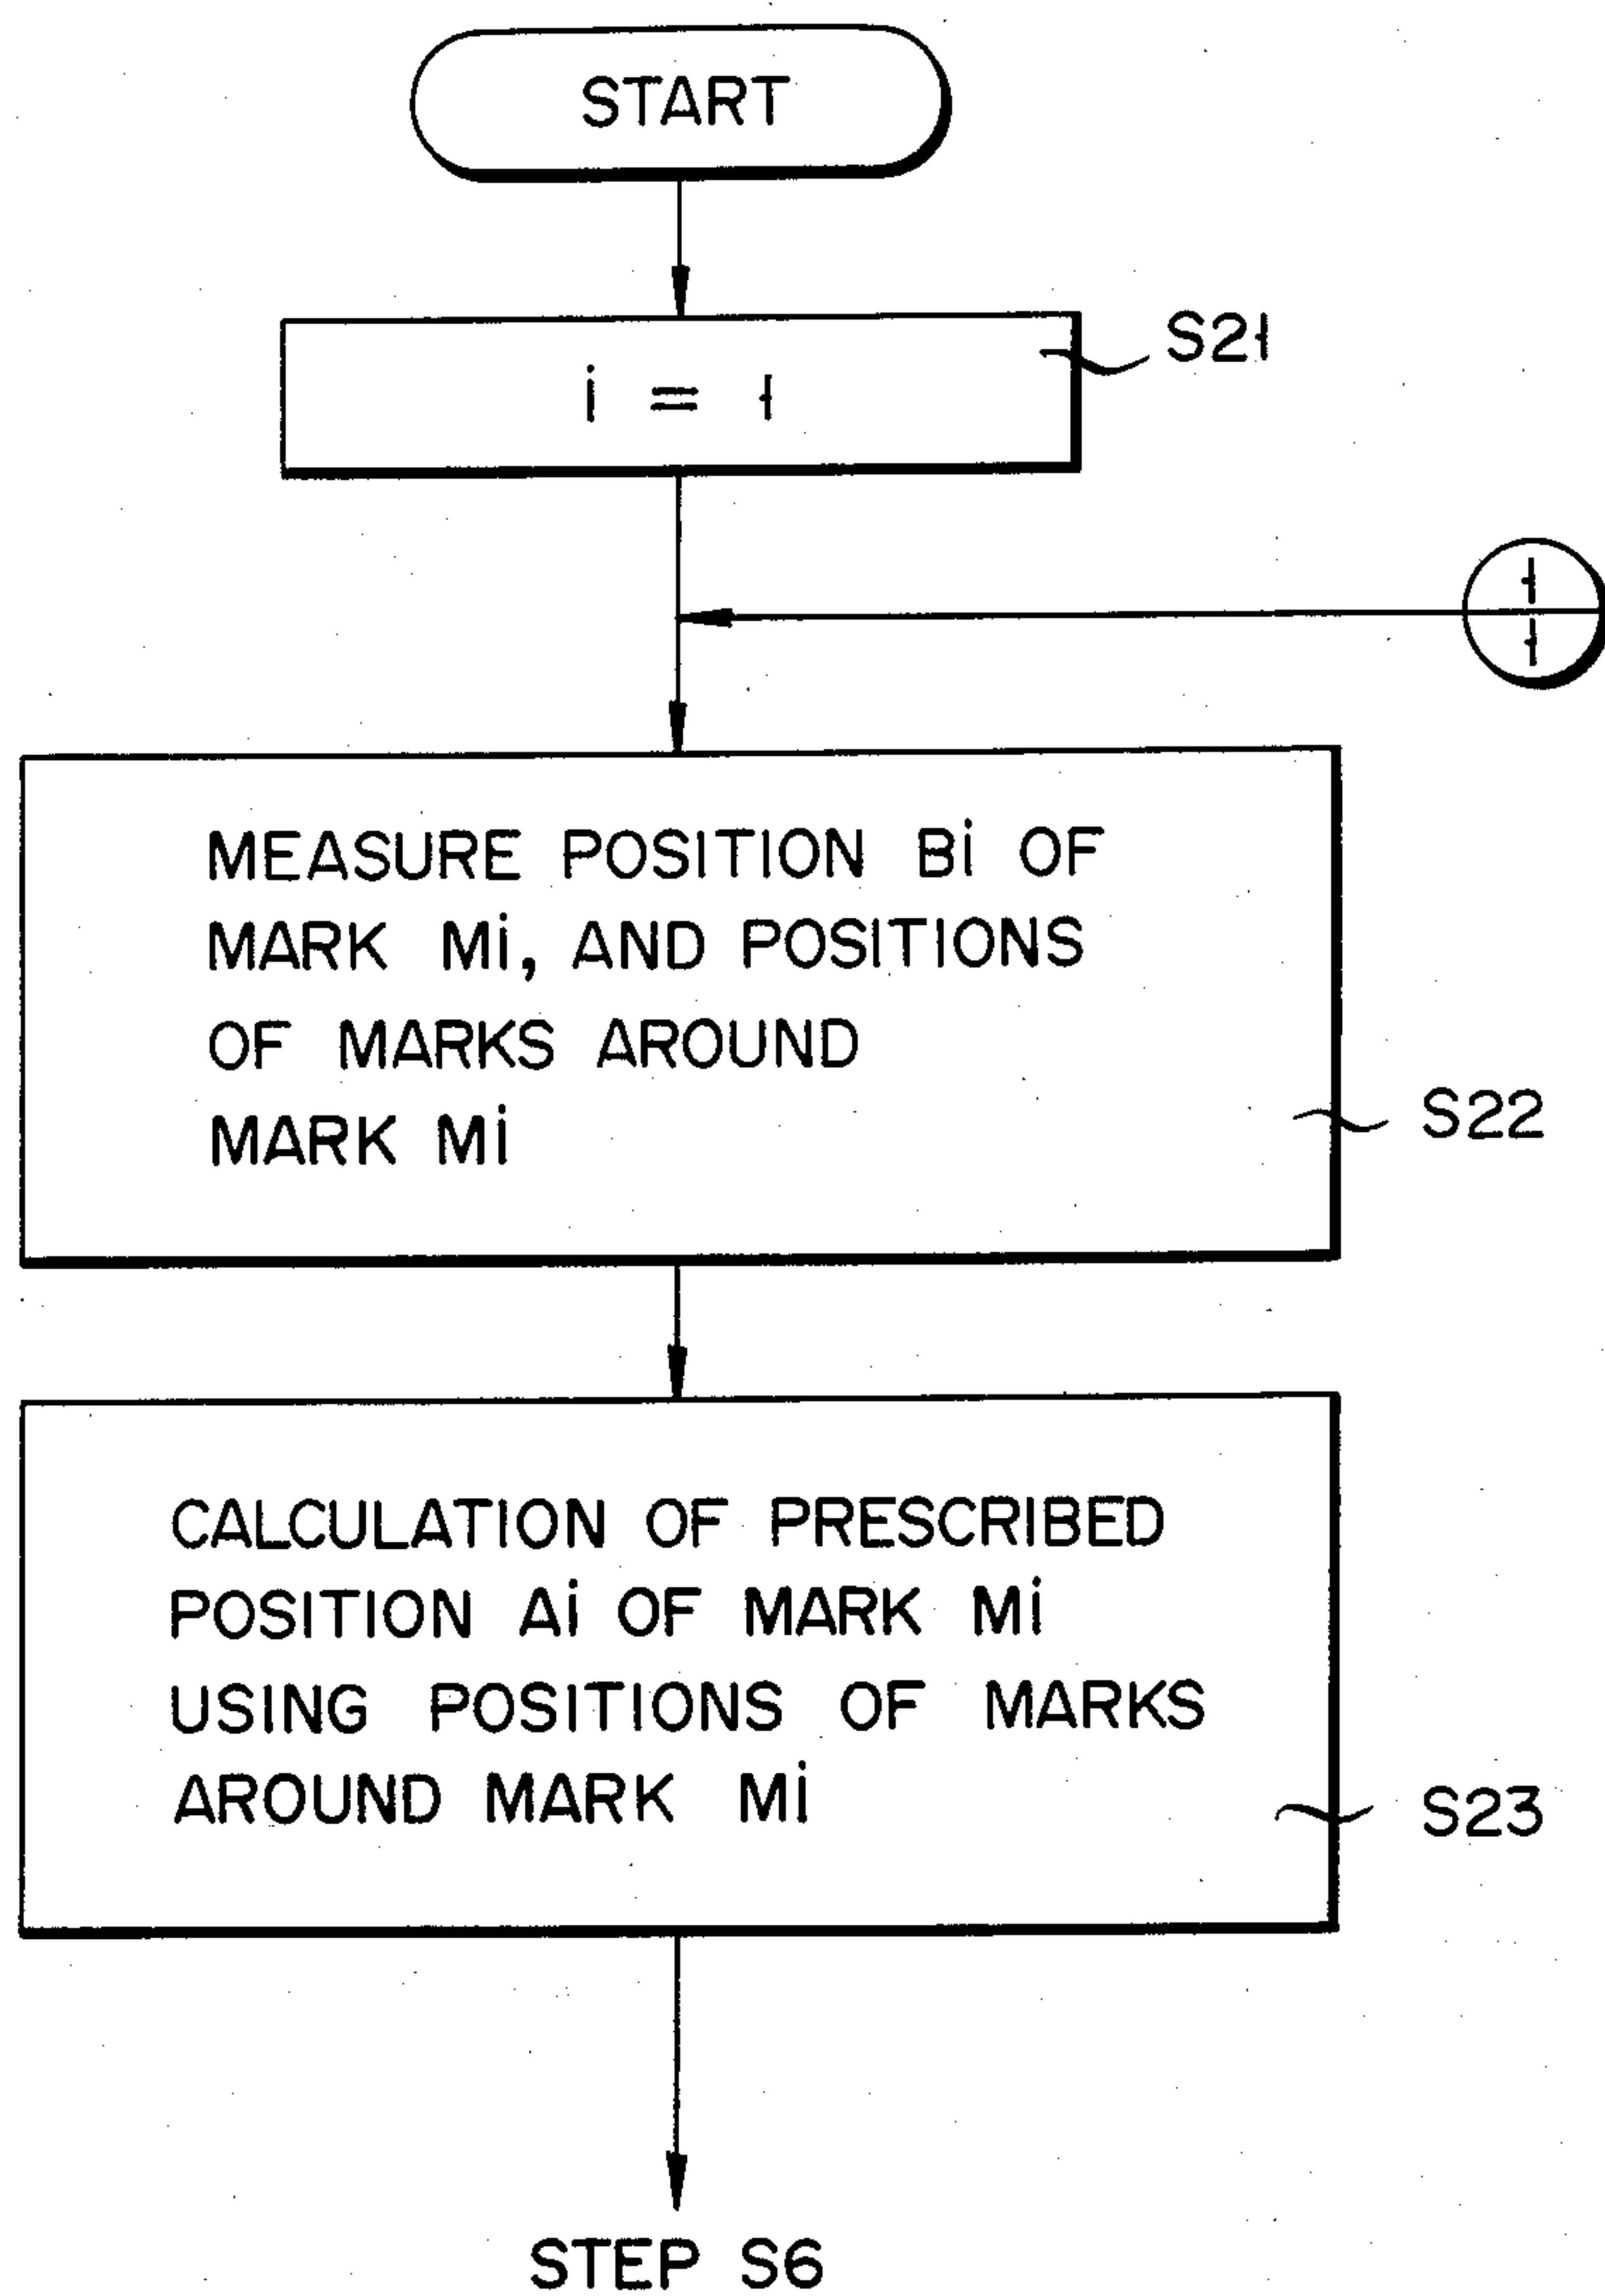 START
i = 1
S21
1
1
MEASURE POSITION Bi OF
MARK Mi, AND POSITIONS
OF MARKS AROUND
MARK Mi
S22
CALCULATION OF PRESCRIBED
POSITION Ai OF MARK Mi
USING POSITIONS OF MARKS
AROUND MARK Mi
S23
STEP S6